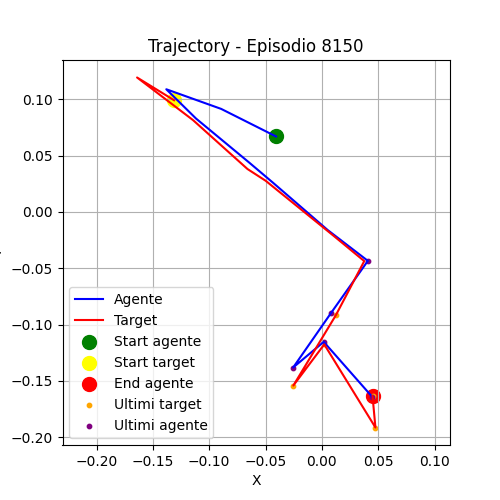 Trajectory - Episodio 8150
0.10
0.05
0.00
−0.05
−0.10
−0.15
−0.20
−0.20
−0.15
−0.10
−0.05
0.00
0.05
0.10
X
Agente
Target
Start agente
Start target
End agente
Ultimi target
Ultimi agente